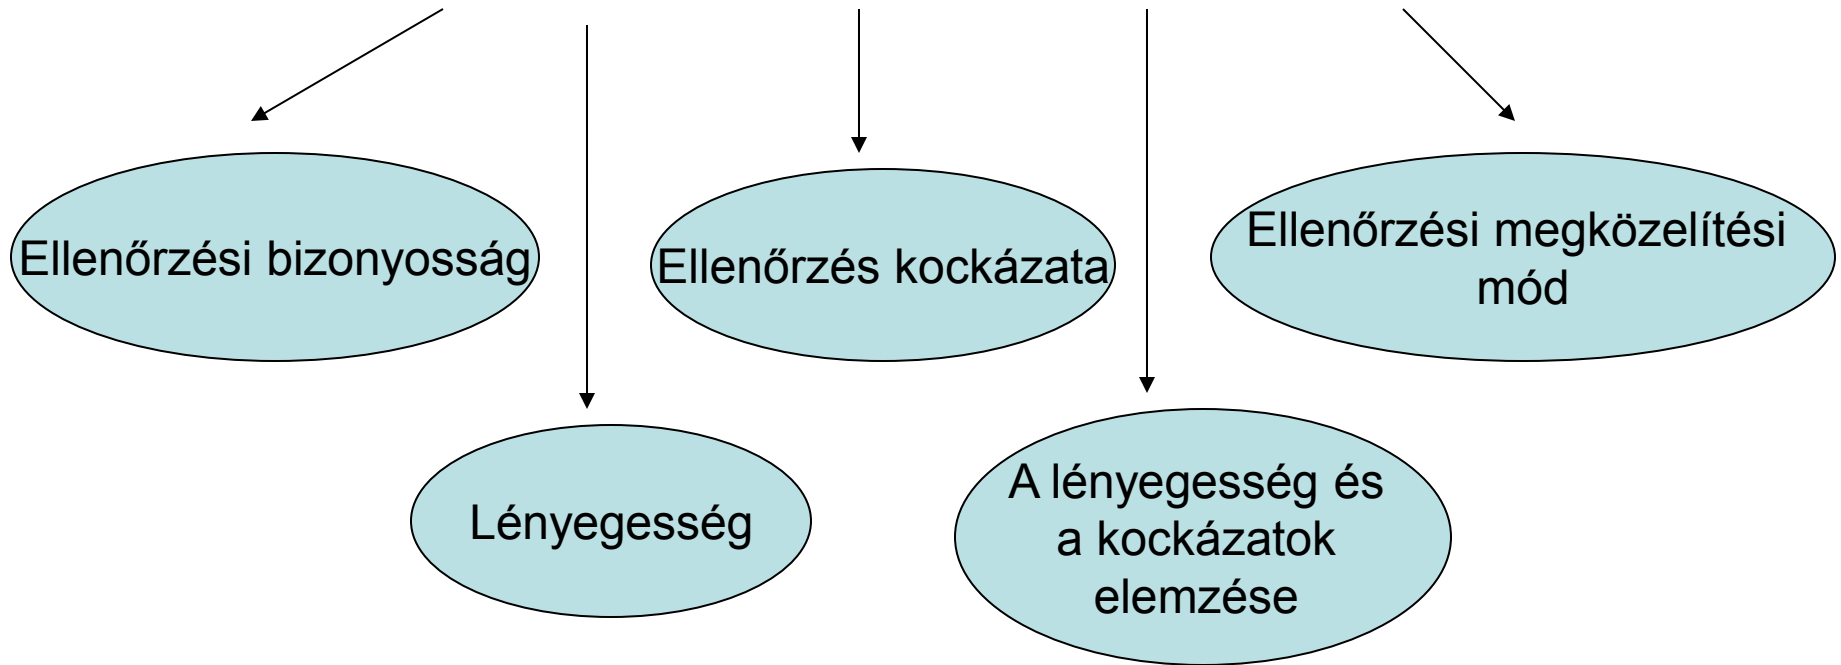 Ellenőrzési bizonyosság
Ellenőrzés kockázata
Ellenőrzési megközelítési
mód
Lényegesség
A lényegesség és
a kockázatok
elemzése